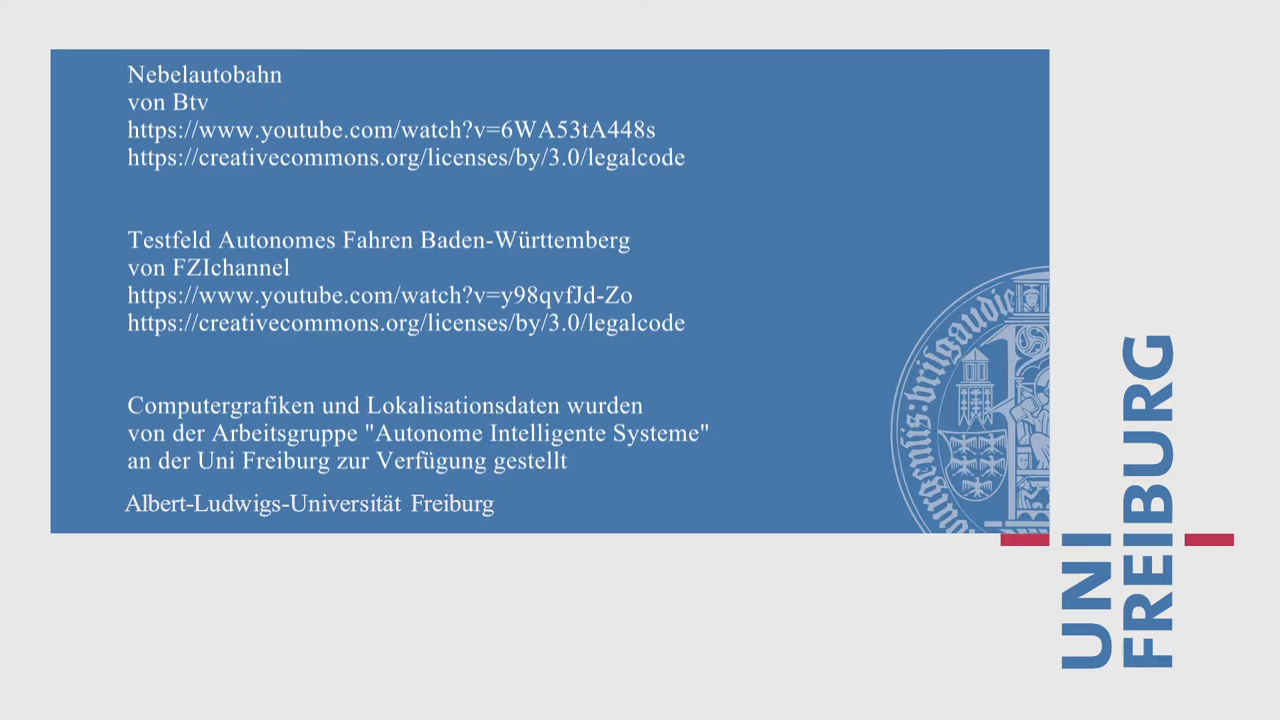 Nebelautobahn
von Btv
https://www.youtube.com/watch?v=6WA53tA448s
https://creativecommons.org/licenses/by/3.0/legalcode
Testfeld Autonomes Fahren Baden-Württemberg
von FZIchannel
https://www.youtube.com/watch?v=y98qvfJd-Zo
https://creativecommons.org/licenses/by/3.0/legalcode
Computergrafiken und Lokalisationsdaten wurden
von der Arbeitsgruppe "Autonome Intelligente Systeme"
an der Uni Freiburg zur Verfügung gestellt
Albert-Ludwigs-Universität Freiburg
UNI
FREIBURG